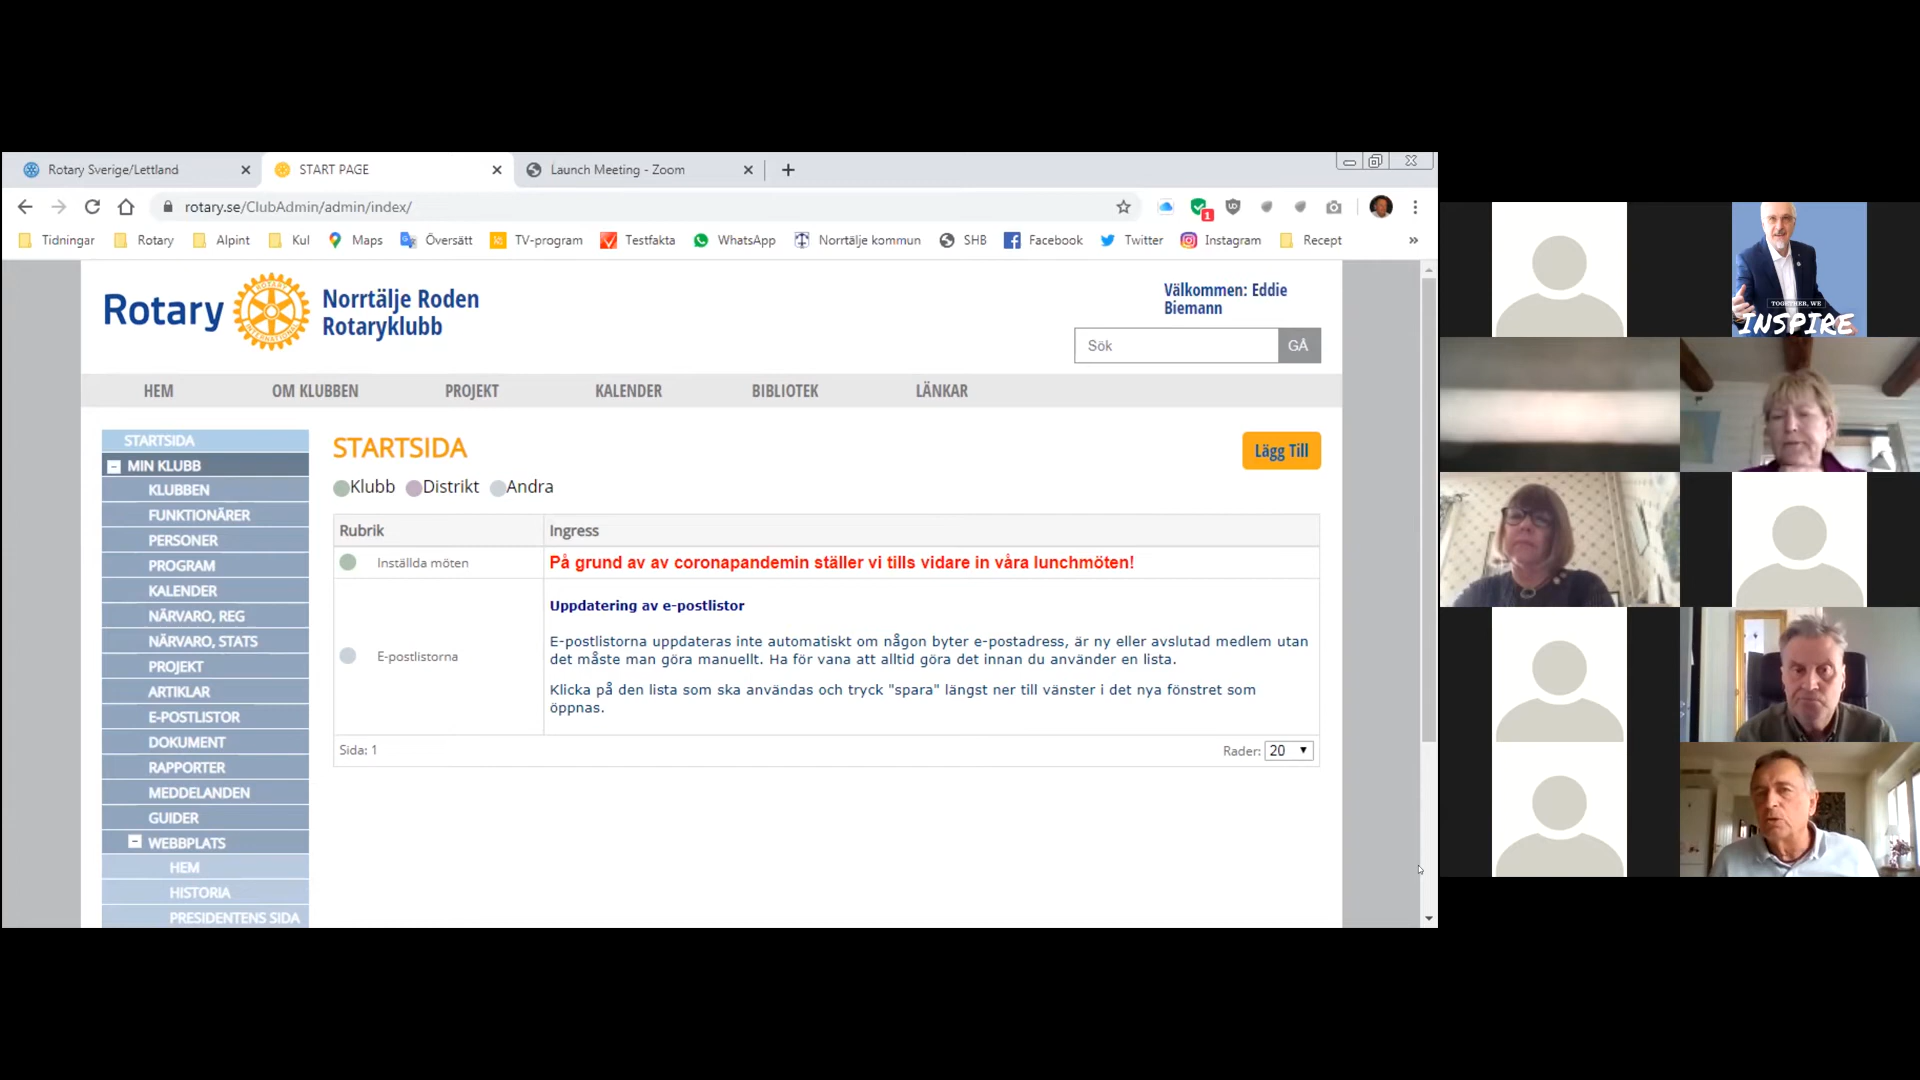 Rotary Sverige/Lettland
START PAGE
Launch Meeting - Zoom
rotary.se/ClubAdmin/admin/index/
1
Tidningar
Rotary
Alpint
Kul
Maps
Översätt
TV-program
Testfakta
WhatsApp
Norrtälje kommun
SHB
Facebook
Twitter
Instagram
Recept
»
Rotary
Norrtälje Roden
Rotaryklubb
Välkommen: Eddie
Biemann
Sök
GÅ
HEM
OM KLUBBEN
PROJEKT
KALENDER
BIBLIOTEK
LÄNKAR
STARTSIDA
MIN KLUBB
KLUBBEN
FUNKTIONÄRER
PERSONER
PROGRAM
KALENDER
NÄRVARO, REG
NÄRVARO, STATS
PROJEKT
ARTIKLAR
E-POSTLISTOR
DOKUMENT
RAPPORTER
MEDDELANDEN
GUIDER
WEBBPLATS
HEM
HISTORIA
PRESIDENTENS SIDA
STARTSIDA
Lägg Till
Klubb Distrikt Andra
Rubrik
Ingress
Inställda möten
På grund av av coronapandemin ställer vi tills vidare in våra lunchmöten!
E-postlistorna
Uppdatering av e-postlistor
E-postlistorna uppdateras inte automatiskt om någon byter e-postadress, är ny eller avslutad medlem utan
det måste man göra manuellt. Ha för vana att alltid göra det innan du använder en lista.
Klicka på den lista som ska användas och tryck "spara" längst ner till vänster i det nya fönstret som
öppnas.
Sida: 1
Rader: 20
TOGETHER, WE
INSPIRE